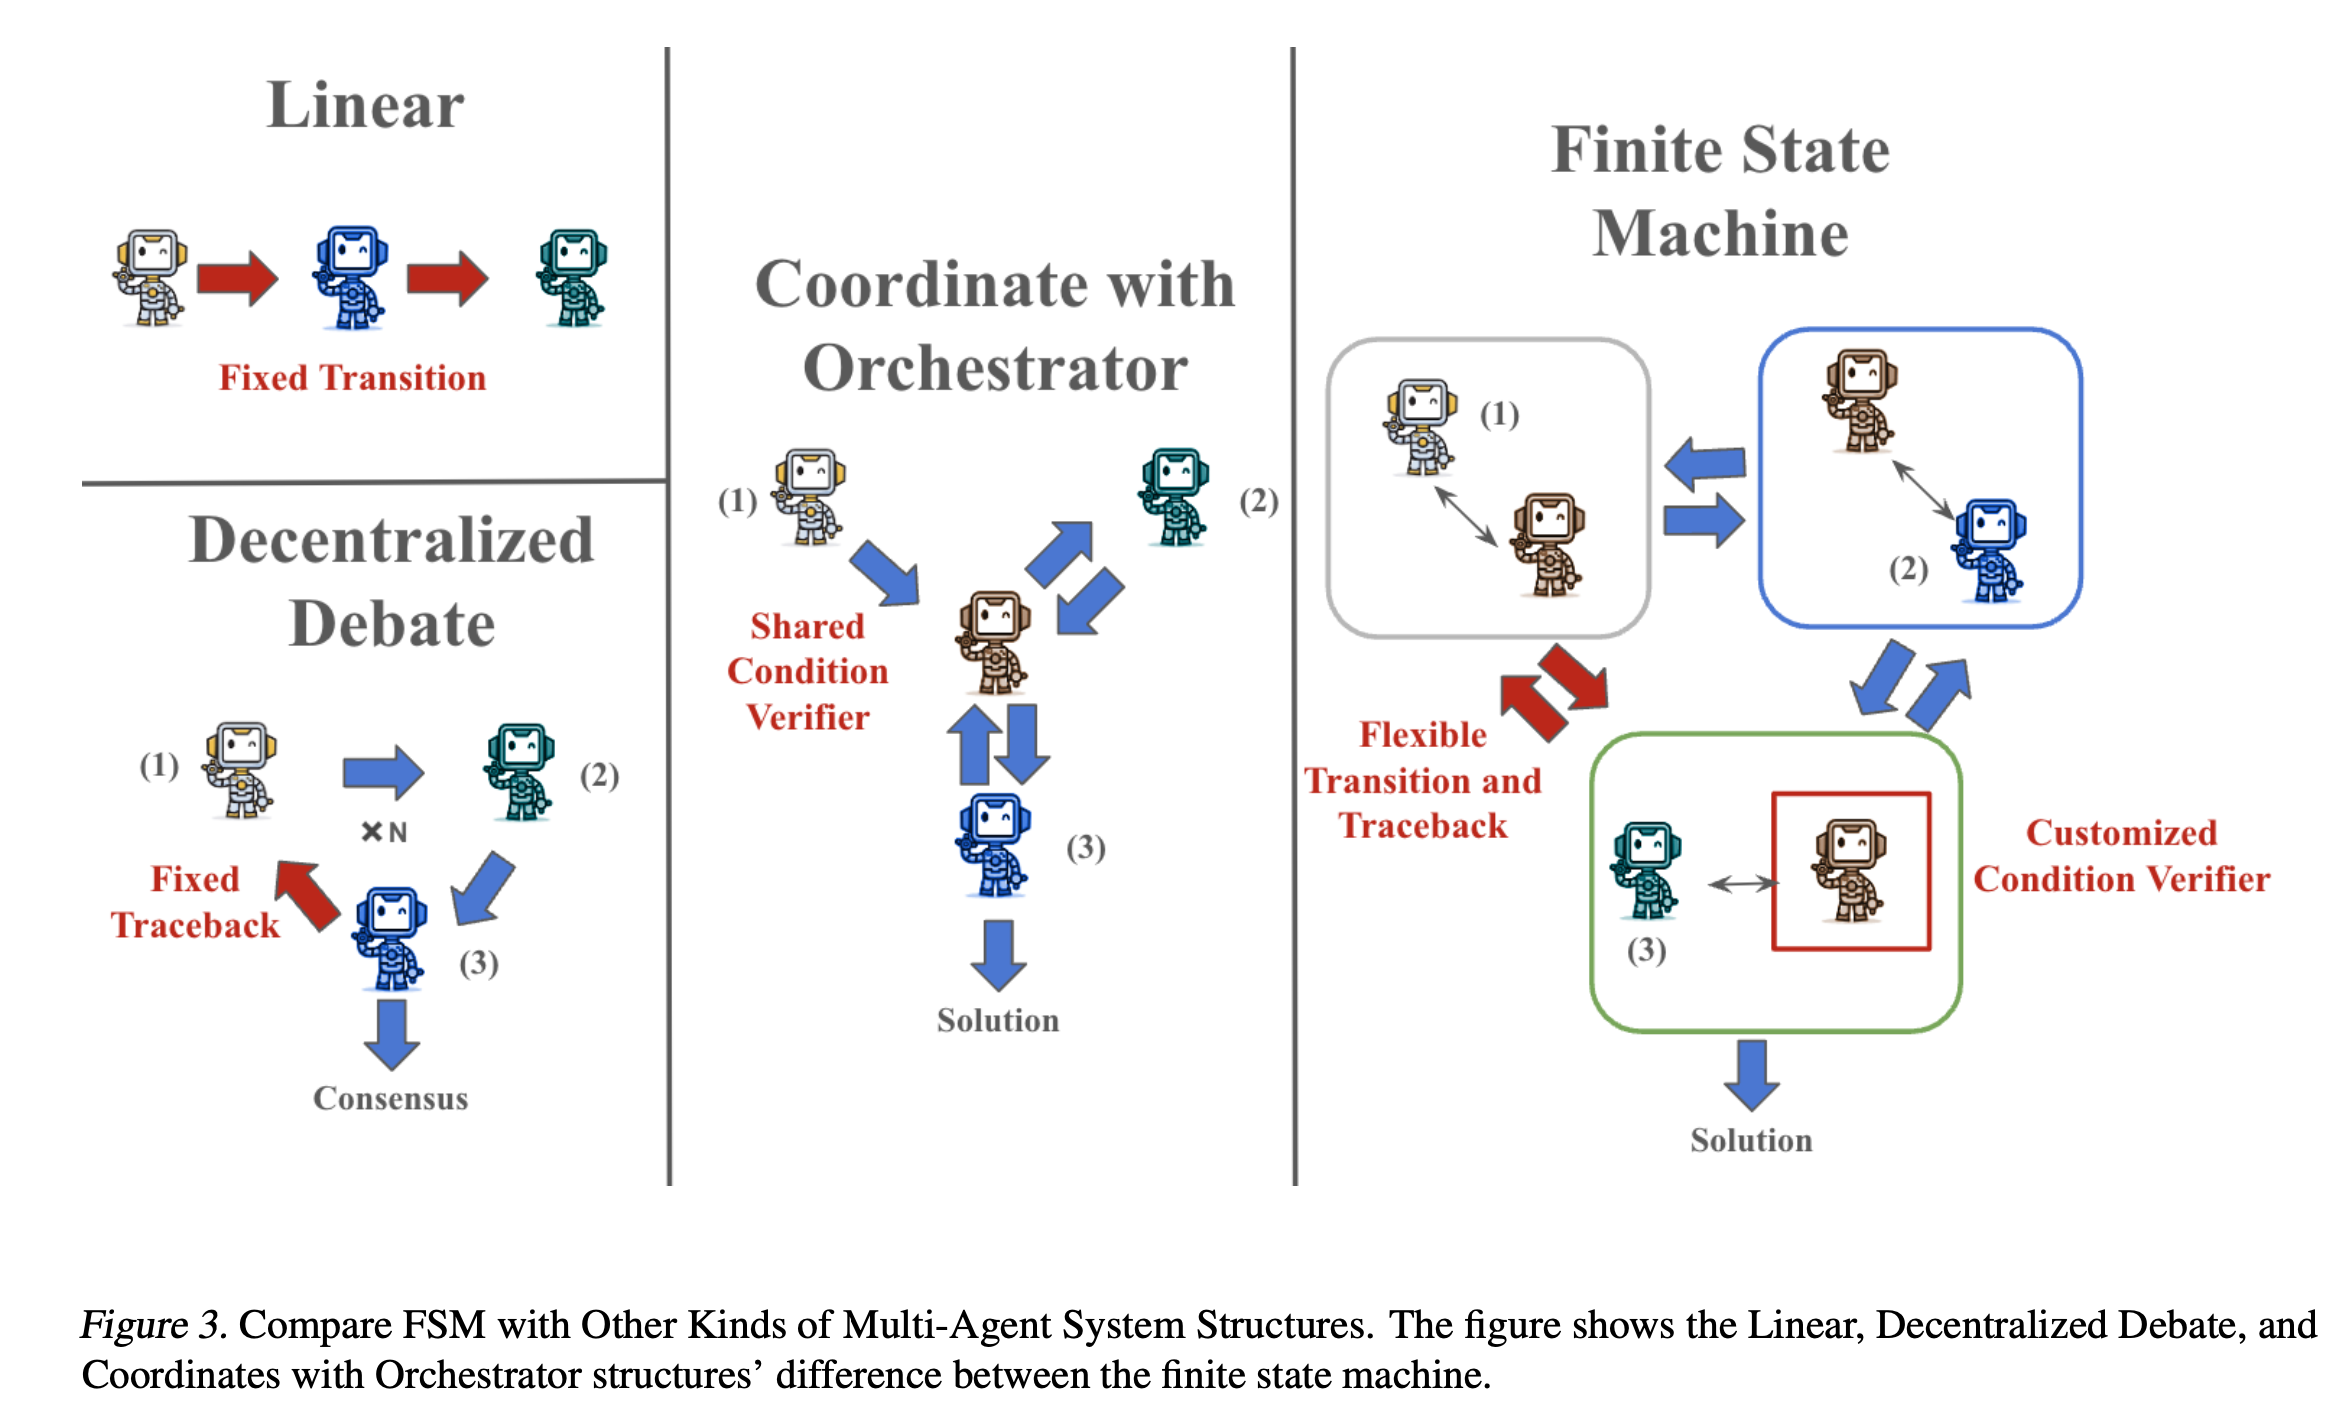 Linear
Fixed Transition
Decentralized
Debate
(1)
(2)
×N
Fixed
Traceback
(3)
Consensus
Coordinate with
Orchestrator
(1)
(2)
Shared
Condition
Verifier
(3)
Solution
Finite State
Machine
(1)
(2)
Flexible
Transition and
Traceback
Customized
Condition Verifier
(3)
Solution
Figure 3. Compare FSM with Other Kinds of Multi-Agent System Structures. The figure shows the Linear, Decentralized Debate, and
Coordinates with Orchestrator structures’ difference between the finite state machine.